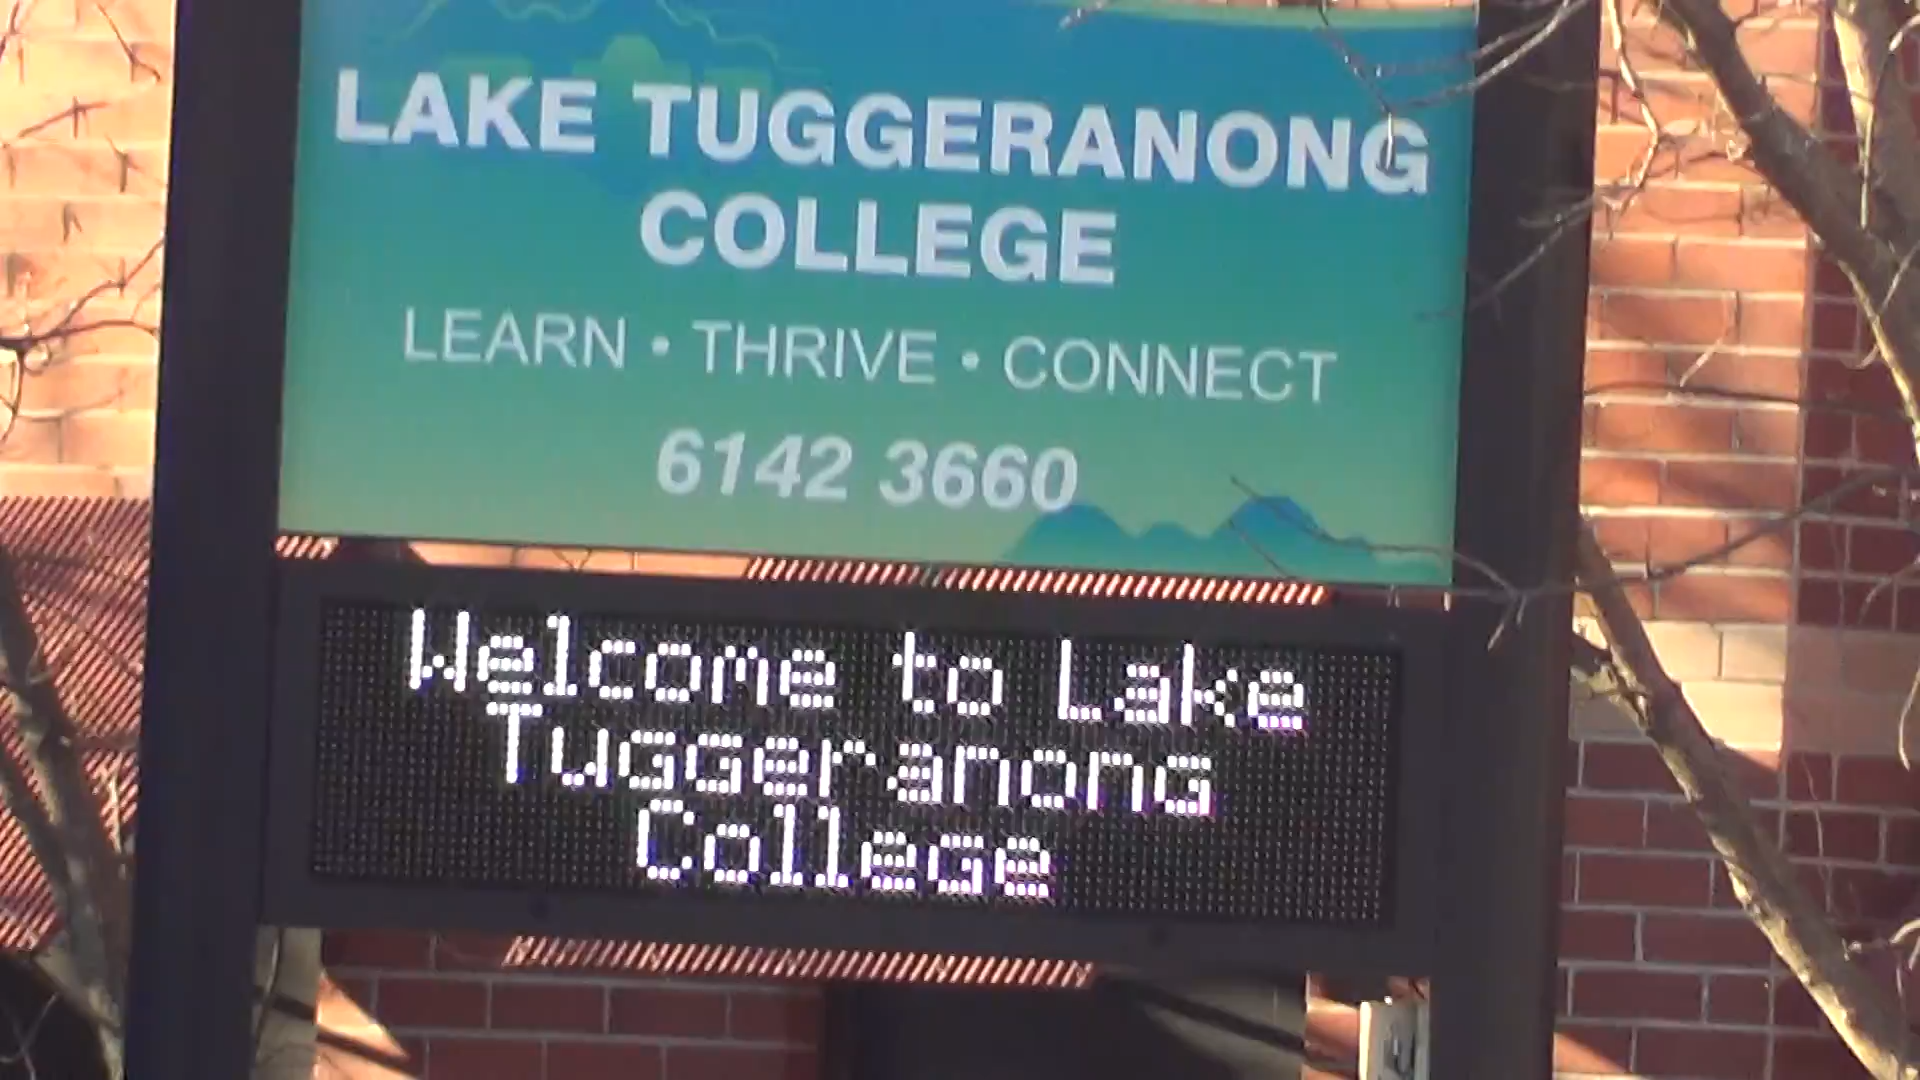 LAKE TUGGERANONG
COLLEGE
LEARN • THRIVE • CONNECT
6142 3660
Welcome to Lake
Tuggeranong
College